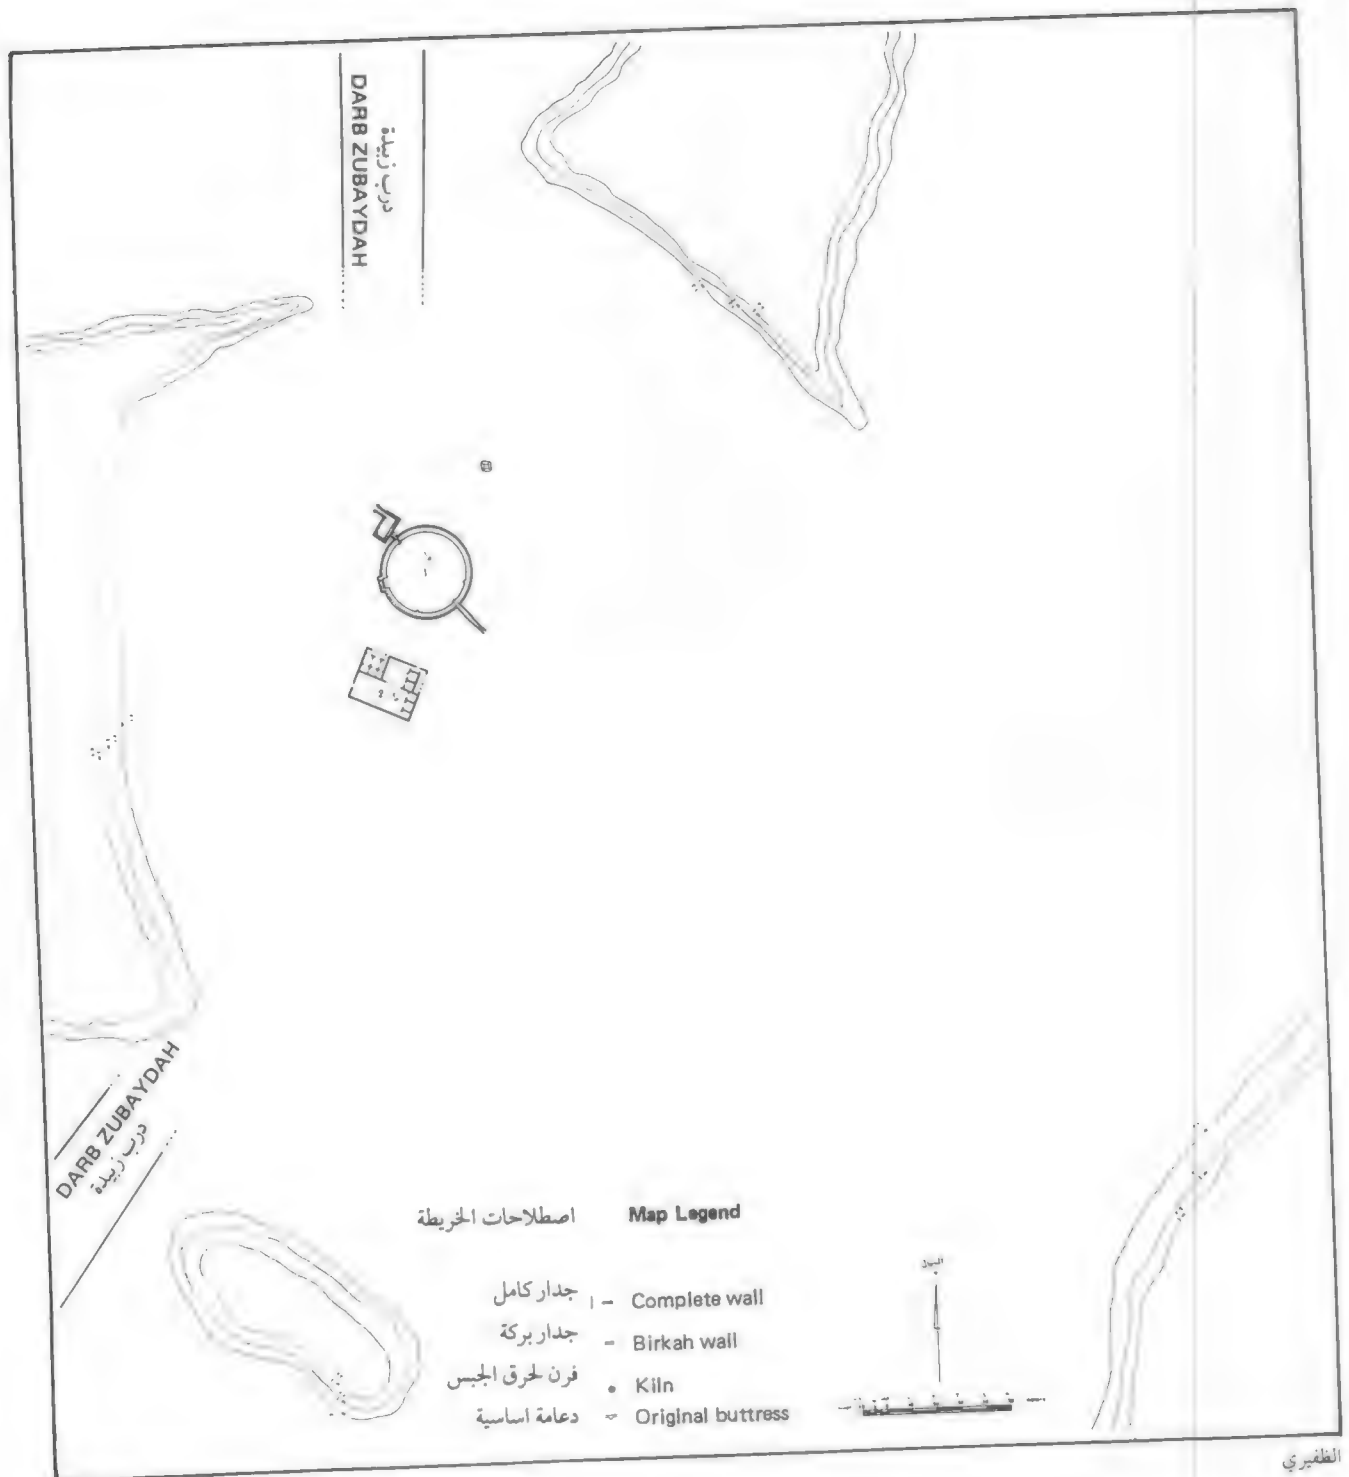 درب زبيدة
DARB ZUBAYDAH
DARB ZUBAYDAH
درب زبيدة
اصطلاحات الخريطة Map Legend
جدار كامل Complete wall
جدار بركة Birkah wall
فرن لحرق الجبس Kiln
دعامة اساسية Original buttress
الظفيري